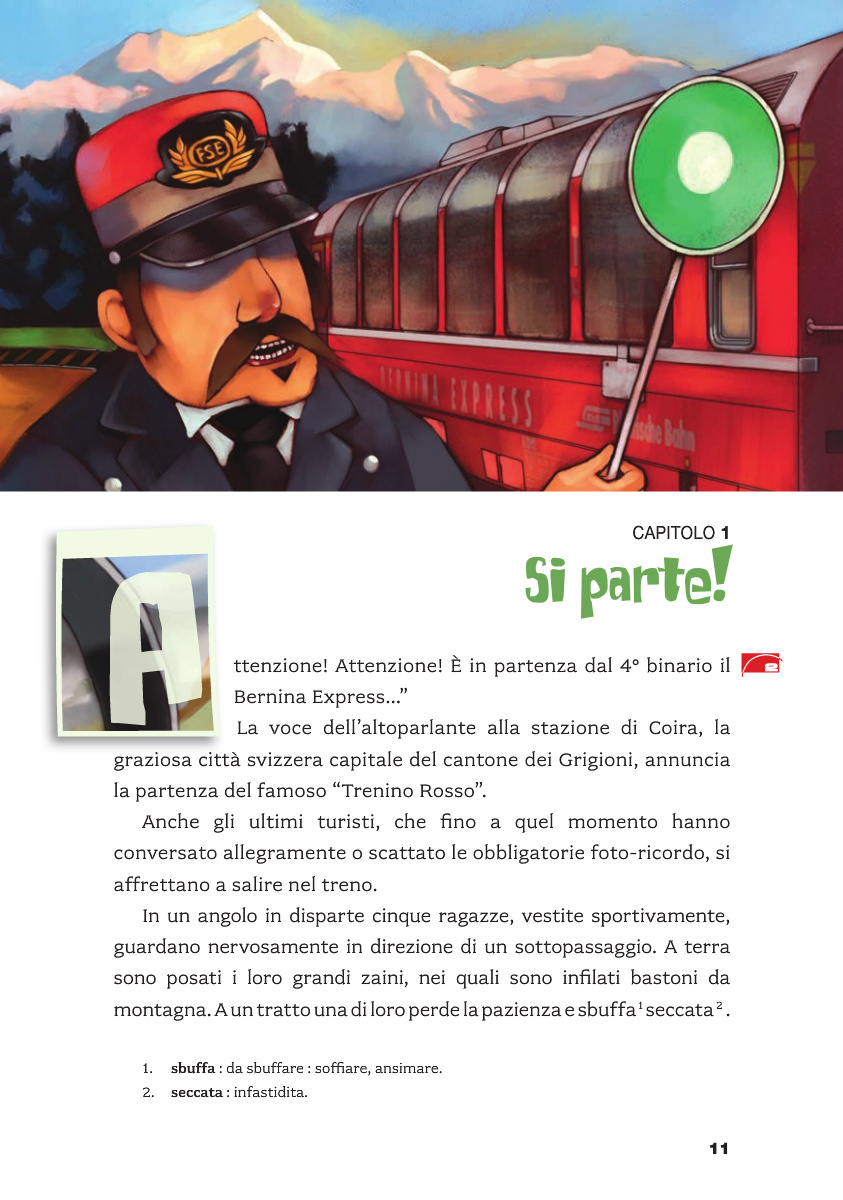 FSE
BERNINA EXPRESS
CAPITOLO 1
Si parte!
Attenzione! Attenzione! È in partenza dal 4° binario il
2
Bernina Express...”
La voce dell’altoparlante alla stazione di Coira, la
graziosa città svizzera capitale del cantone dei Grigioni, annuncia
la partenza del famoso “Trenino Rosso”.
Anche gli ultimi turisti, che fino a quel momento hanno
conversato allegramente o scattato le obbligatorie foto-ricordo, si
affrettano a salire nel treno.
In un angolo in disparte cinque ragazze, vestite sportivamente,
guardano nervosamente in direzione di un sottopassaggio. A terra
sono posati i loro grandi zaini, nei quali sono infilati bastoni da
montagna. A un tratto una di loro perde la pazienza e sbuffa¹ seccata².
1. sbuffa : da sbuffare : soffiare, ansimare.
2. seccata : infastidita.
11